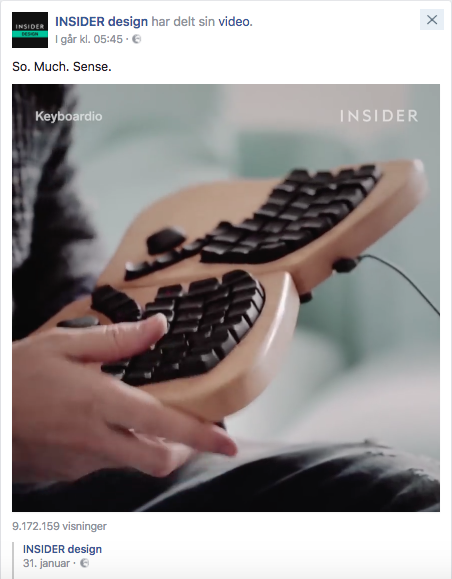 INSIDER
DESIGN
INSIDER design har delt sin video.
I går kl. 05:45 ·
So. Much. Sense.
Keyboardio
INSIDER
9.172.159 visninger
INSIDER design
31. januar ·